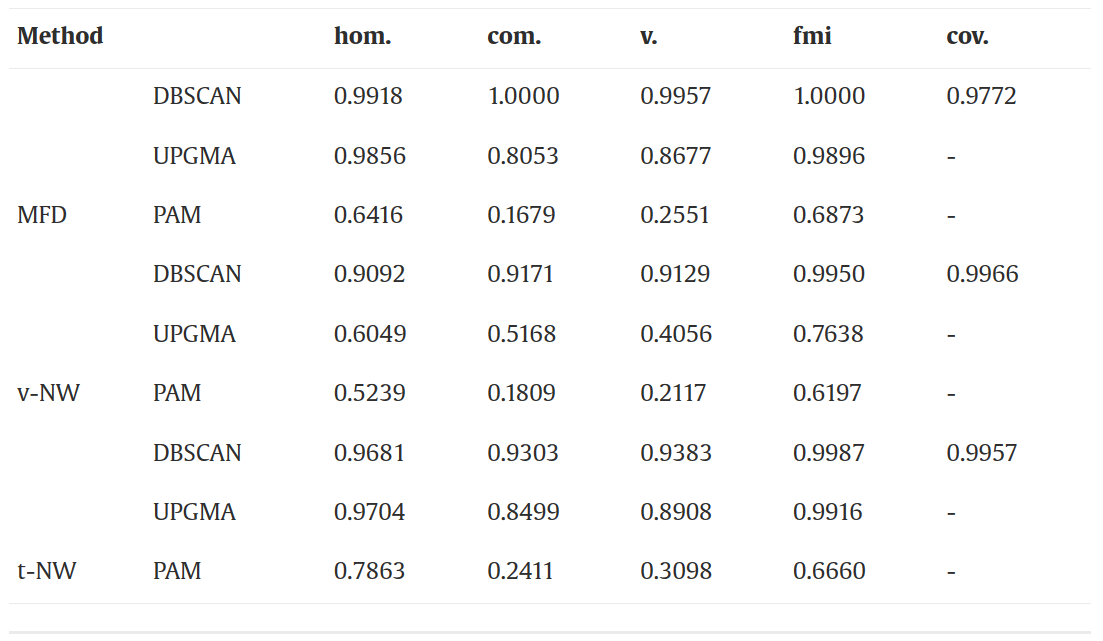 Method hom. com. v. fmi cov.
DBSCAN 0.9918 1.0000 0.9957 1.0000 0.9772
UPGMA 0.9856 0.8053 0.8677 0.9896 -
MFD PAM 0.6416 0.1679 0.2551 0.6873 -
DBSCAN 0.9092 0.9171 0.9129 0.9950 0.9966
UPGMA 0.6049 0.5168 0.4056 0.7638 -
v-NW PAM 0.5239 0.1809 0.2117 0.6197 -
DBSCAN 0.9681 0.9303 0.9383 0.9987 0.9957
UPGMA 0.9704 0.8499 0.8908 0.9916 -
t-NW PAM 0.7863 0.2411 0.3098 0.6660 -